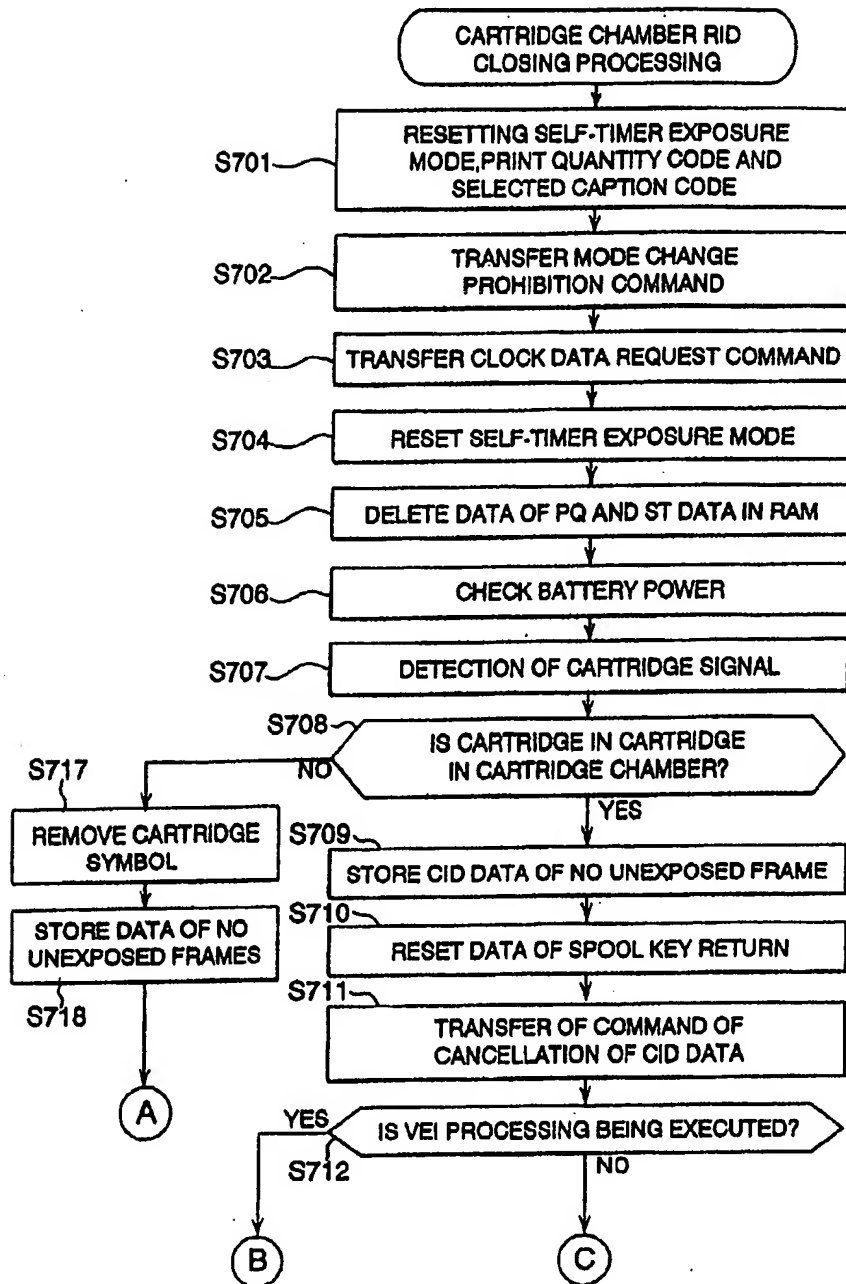 CARTRIDGE CHAMBER RID
CLOSING PROCESSING
S701
RESETTING SELF-TIMER EXPOSURE
MODE,PRINT QUANTITY CODE AND
SELECTED CAPTION CODE
S702
TRANSFER MODE CHANGE
PROHIBITION COMMAND
S703
TRANSFER CLOCK DATA REQUEST COMMAND
S704
RESET SELF-TIMER EXPOSURE MODE
S705
DELETE DATA OF PQ AND ST DATA IN RAM
S706
CHECK BATTERY POWER
S707
DETECTION OF CARTRIDGE SIGNAL
S708
IS CARTRIDGE IN CARTRIDGE
IN CARTRIDGE CHAMBER?
NO
YES
S717
REMOVE CARTRIDGE
SYMBOL
STORE DATA OF NO
UNEXPOSED FRAMES
S718
A
S709
STORE CID DATA OF NO UNEXPOSED FRAME
S710
RESET DATA OF SPOOL KEY RETURN
S711
TRANSFER OF COMMAND OF
CANCELLATION OF CID DATA
YES
IS VEI PROCESSING BEING EXECUTED?
S712
NO
B
C